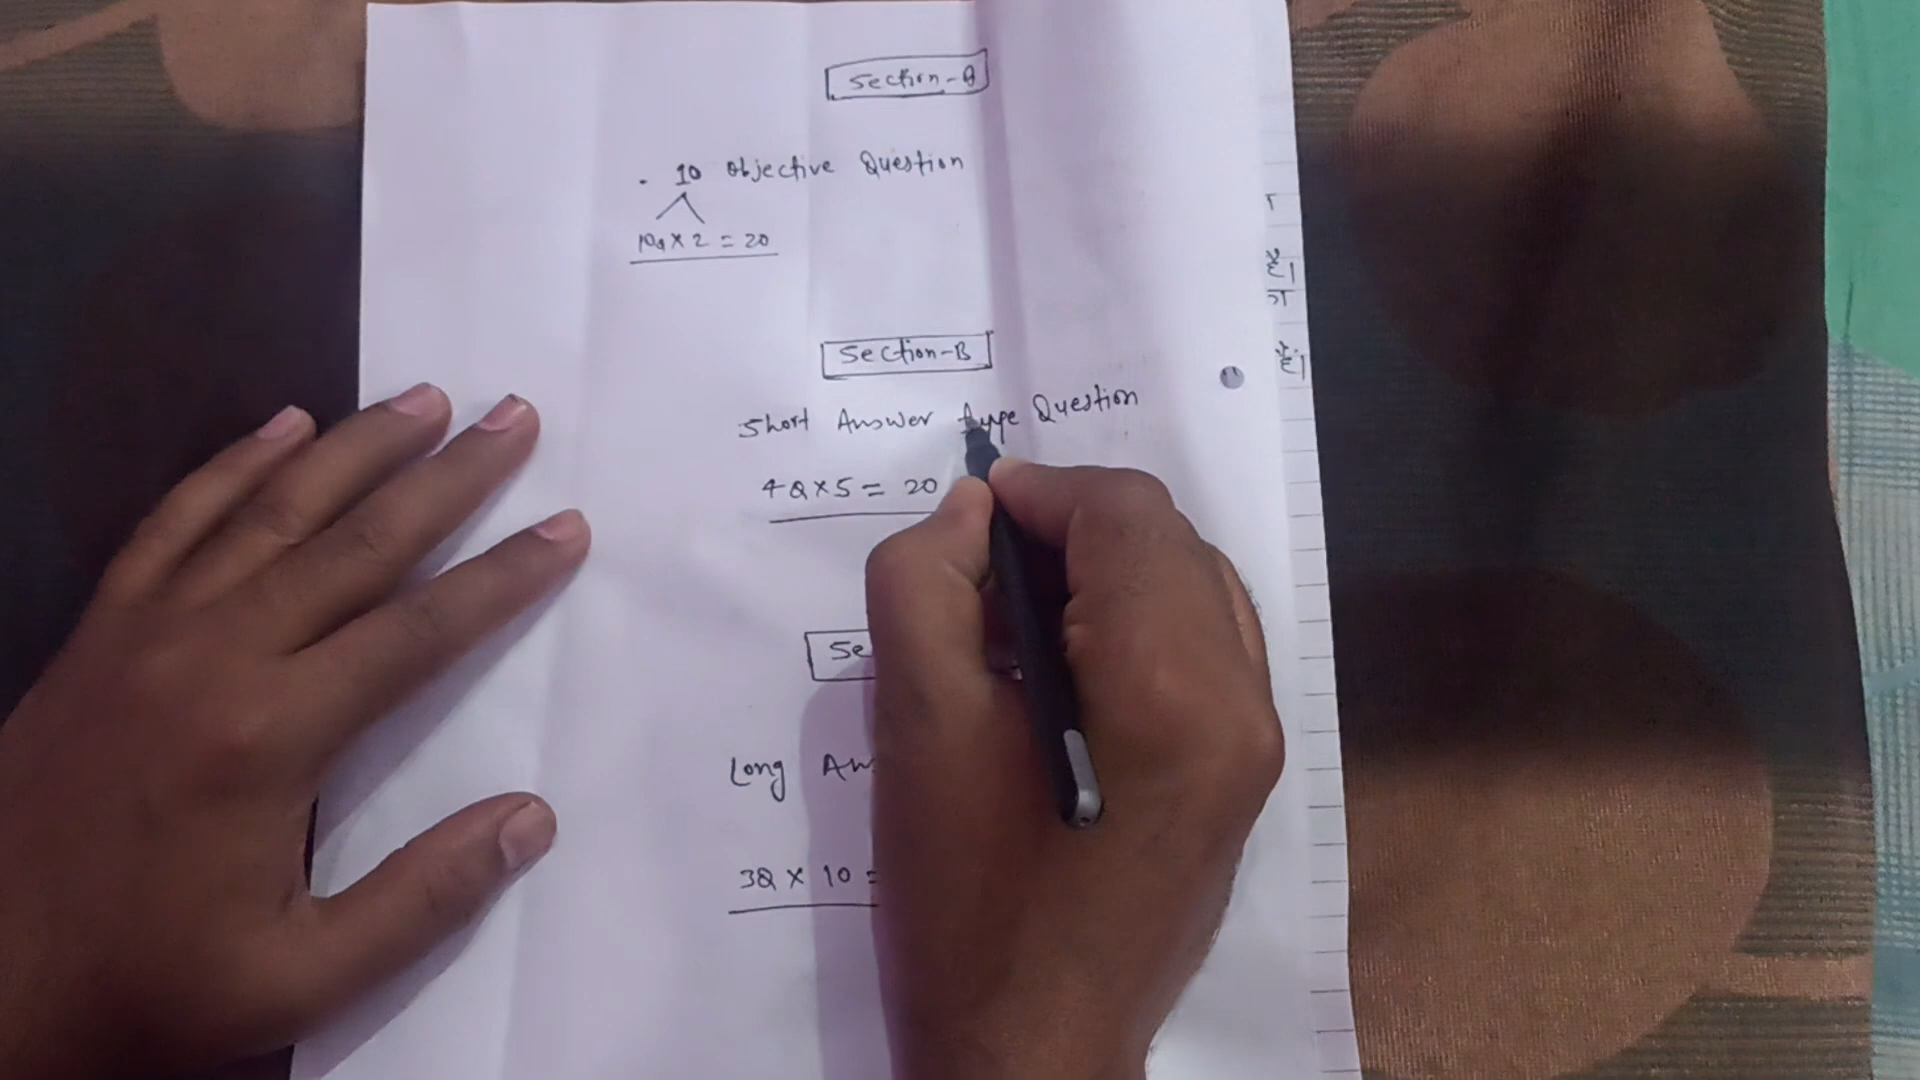 Section-A
. 10 Objective Question
10Q × 2 = 20
Section-B
Short Answer type Question
4Q×5 = 20
Se
Long Ans
3Q × 10 =
है।
है।